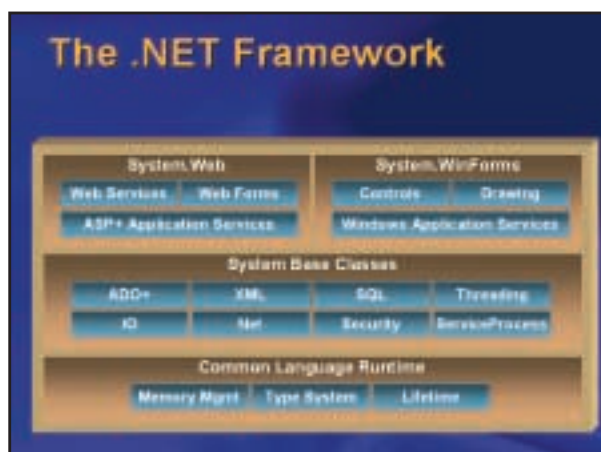 The .NET Framework
System.Web
Web Services
Web Forms
ASP+ Application Services
System.WinForms
Controls
Drawing
Windows Application Services
System Base Classes
ADO+
XML
SQL
Threading
IO
Net
Security
ServiceProcess
Common Language Runtime
Memory Mgmt
Type System
Lifetime